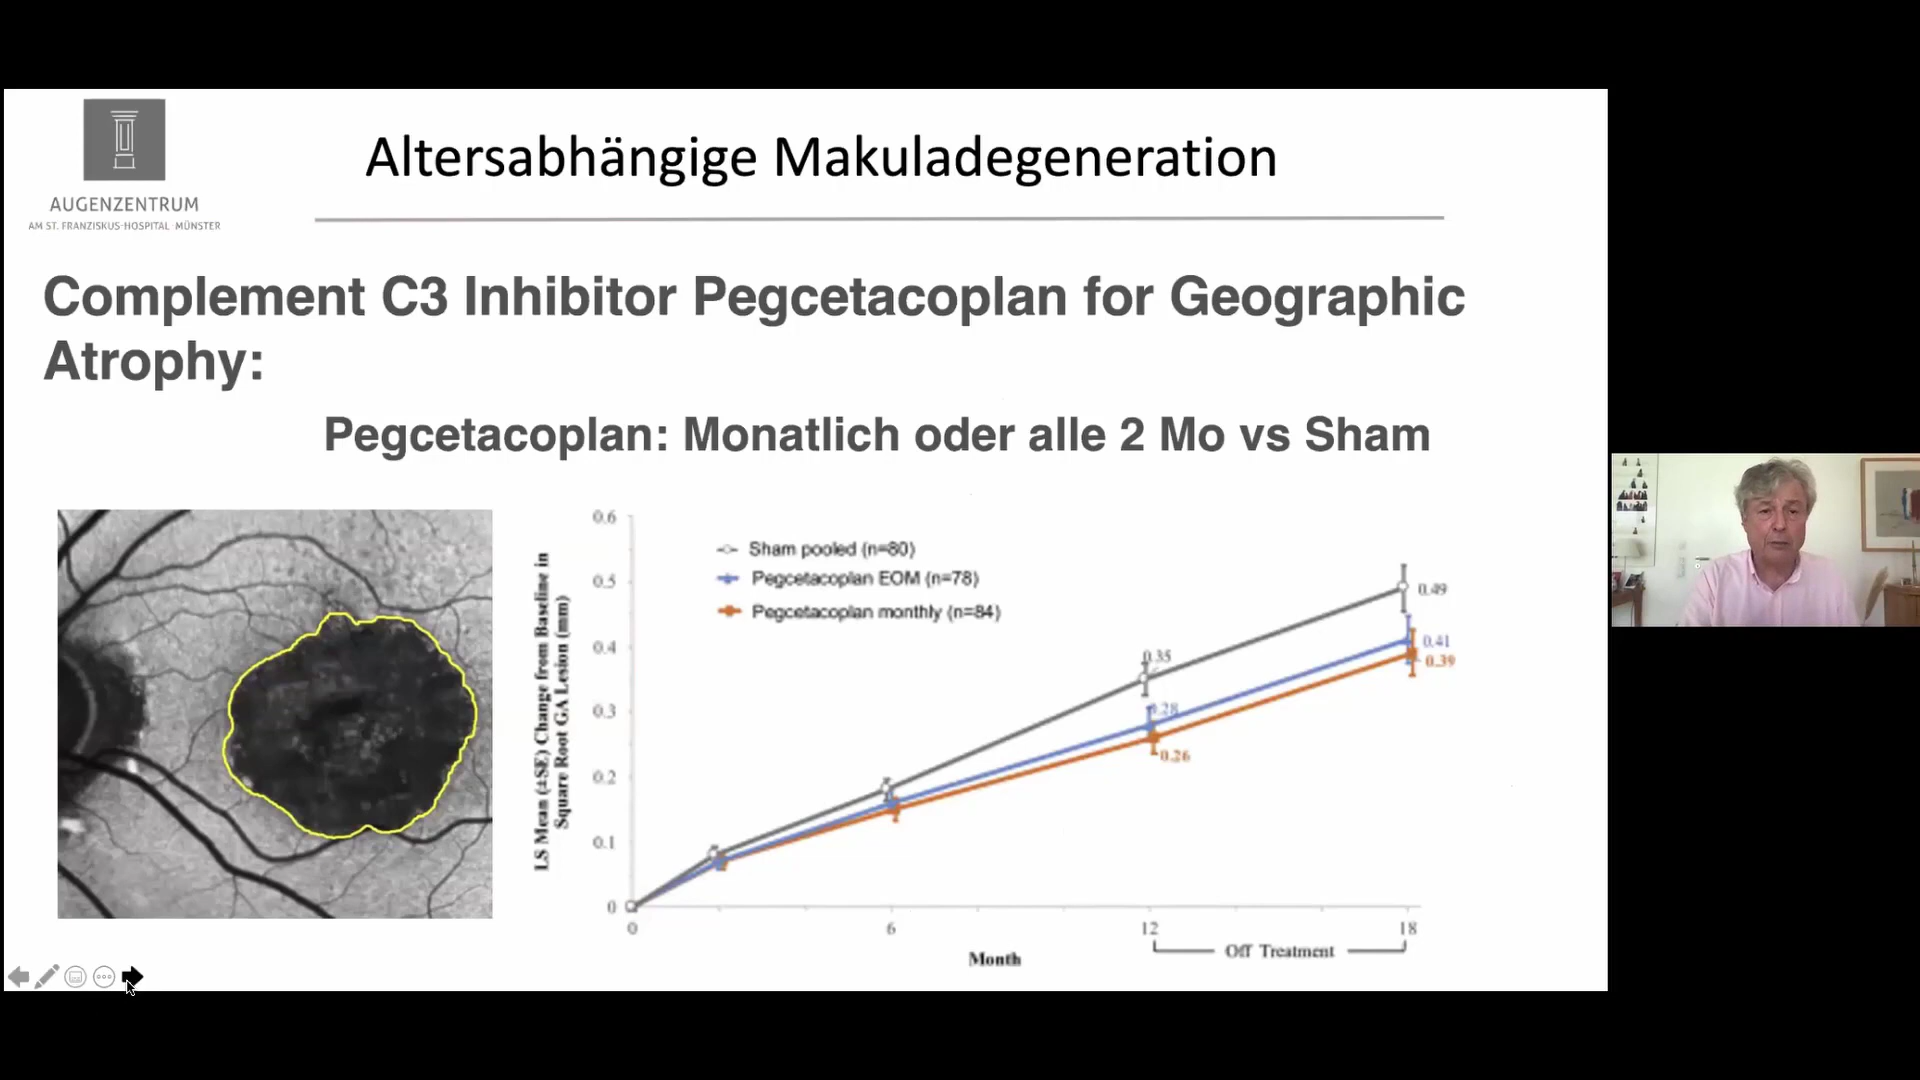 AUGENZENTRUM
AM ST. FRANZISKUS-HOSPITAL MÜNSTER
Altersabhängige Makuladegeneration
Complement C3 Inhibitor Pegcetacoplan for Geographic
Atrophy:
Pegcetacoplan: Monatlich oder alle 2 Mo vs Sham
LS Mean (±SE) Change from Baseline in
Square Root GA Lesion (mm)
0.6
0.5
0.4
0.3
0.2
0.1
0
Sham pooled (n=80)
Pegcetacoplan EOM (n=78)
Pegcetacoplan monthly (n=84)
0.49
0.41
0.39
0.35
0.28
0.26
0
6
12
18
Off Treatment
Month